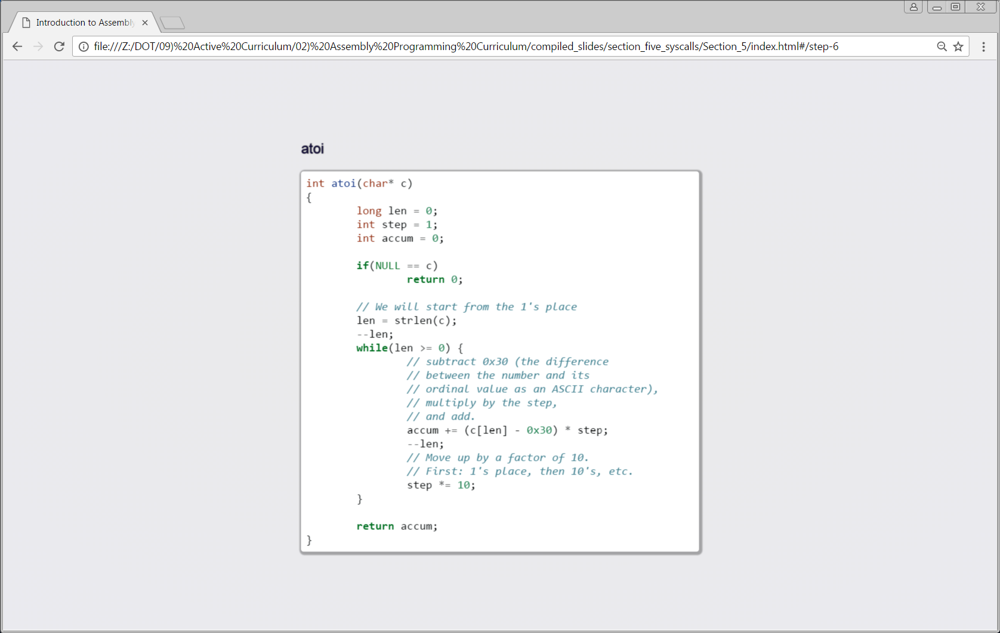 Introduction to Assembly
file:///Z:/DOT/09)%20Active%20Curriculum/02)%20Assembly%20Programming%20Curriculum/compiled_slides/section_five_syscalls/Section_5/index.html#/step-6
atoi
int atoi(char* c)
{
long len = 0;
int step = 1;
int accum = 0;
if(NULL == c)
return 0;
// We will start from the 1's place
len = strlen(c);
--len;
while(len >= 0) {
// subtract 0x30 (the difference
// between the number and its
// ordinal value as an ASCII character),
// multiply by the step,
// and add.
accum += (c[len] - 0x30) * step;
--len;
// Move up by a factor of 10.
// First: 1's place, then 10's, etc.
step *= 10;
}
return accum;
}